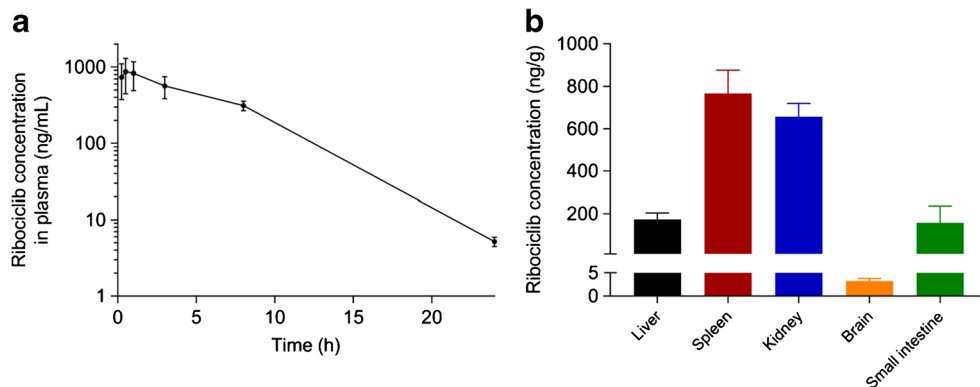 a
Ribociclib concentration
in plasma (ng/mL)
1000
100
10
1
0
5
10
15
20
Time (h)
b
Ribociclib concentration (ng/g)
1000
800
600
400
200
5
0
Liver
Spleen
Kidney
Brain
Small intestine